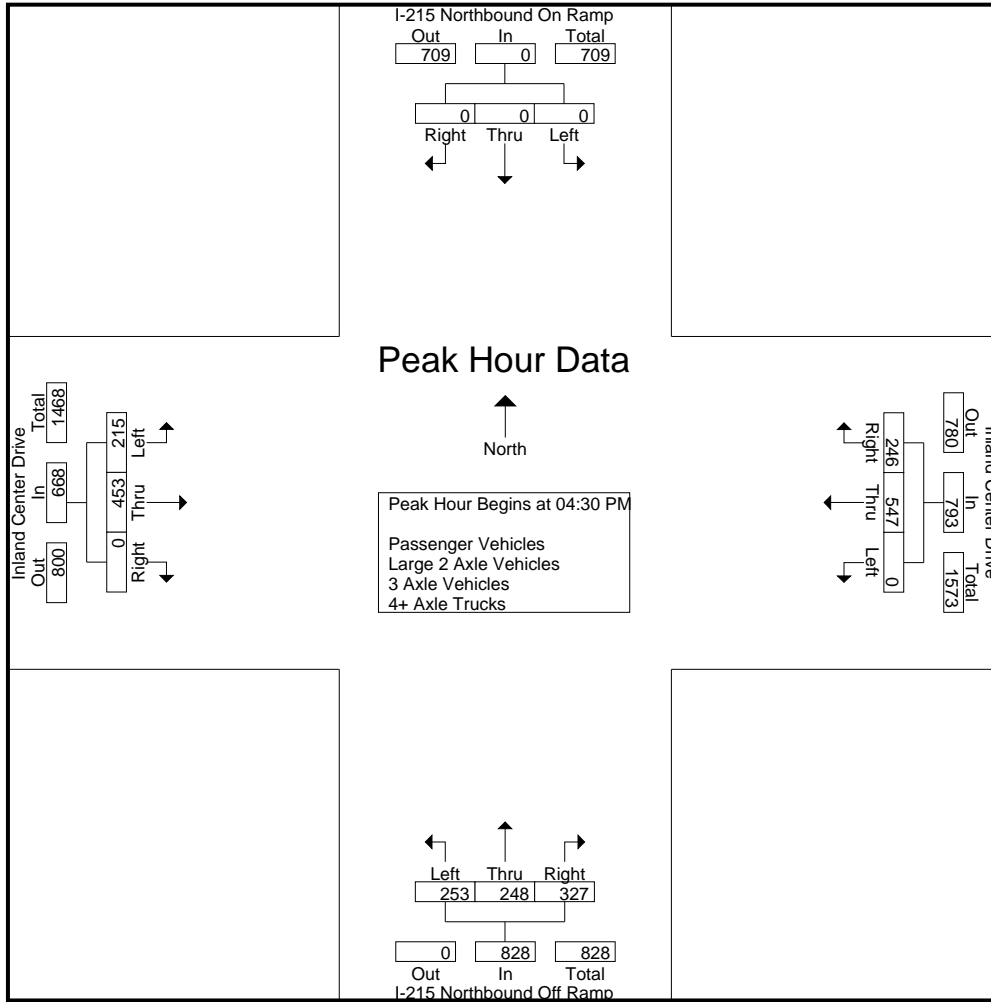 I-215 Northbound On Ramp
Out In Total
709 0 709
0 0 0
Right Thru Left
Peak Hour Data
North
Peak Hour Begins at 04:30 PM
Passenger Vehicles
Large 2 Axle Vehicles
3 Axle Vehicles
4+ Axle Trucks
Inland Center Drive
Out In Total
800 668 1468
Left Thru Right
215 453 0
Inland Center Drive
Out In Total
780 793 1573
Right Thru Left
246 547 0
Left Thru Right
253 248 327
0 828 828
Out In Total
I-215 Northbound Off Ramp